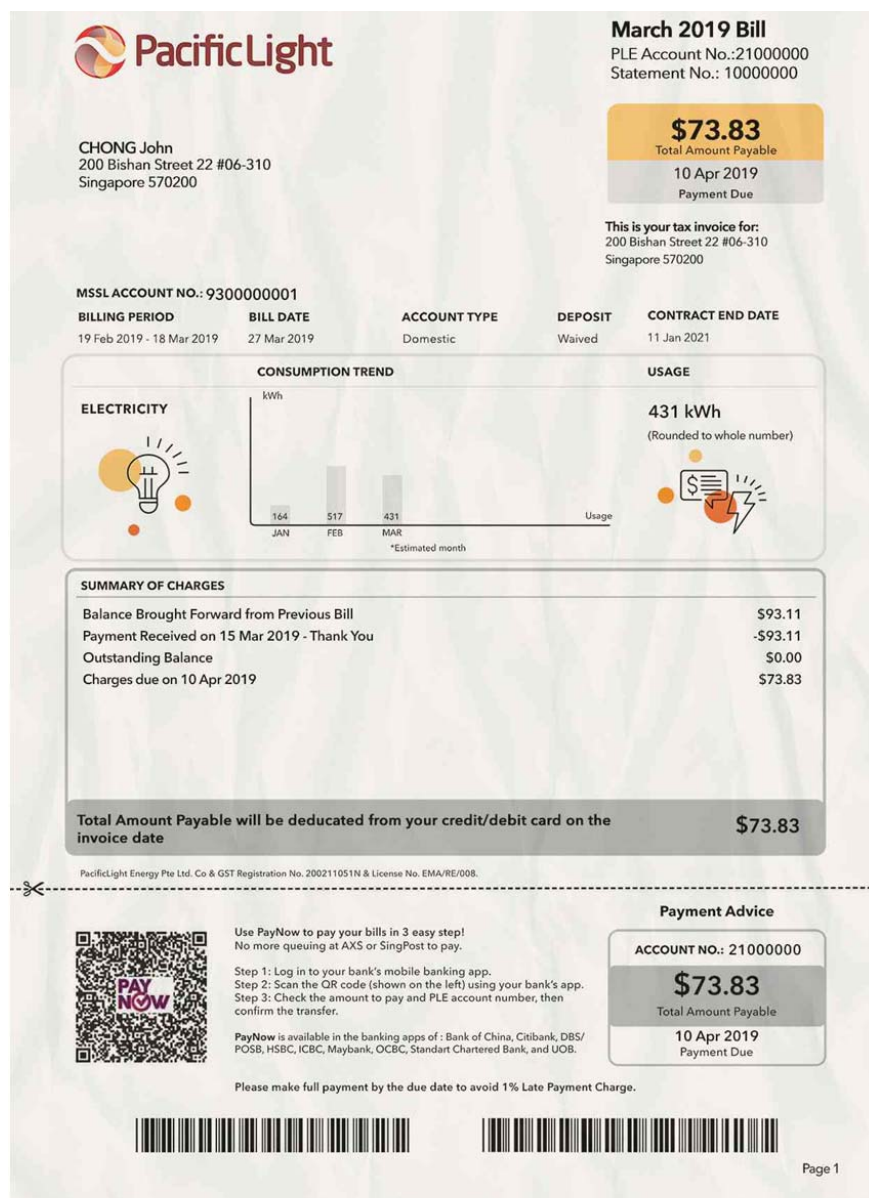 PacificLight
March 2019 Bill
PLE Account No.:21000000
Statement No.: 10000000
$73.83
Total Amount Payable
10 Apr 2019
Payment Due
CHONG John
200 Bishan Street 22 #06-310
Singapore 570200
This is your tax invoice for:
200 Bishan Street 22 #06-310
Singapore 570200
MSSL ACCOUNT NO.: 9300000001
BILLING PERIOD BILL DATE ACCOUNT TYPE DEPOSIT CONTRACT END DATE
19 Feb 2019 - 18 Mar 2019 27 Mar 2019 Domestic Waived 11 Jan 2021
CONSUMPTION TREND USAGE
ELECTRICITY
kWh
164 517 431 Usage
JAN FEB MAR
*Estimated month
431 kWh
(Rounded to whole number)
$
SUMMARY OF CHARGES
Balance Brought Forward from Previous Bill $93.11
Payment Received on 15 Mar 2019 - Thank You -$93.11
Outstanding Balance $0.00
Charges due on 10 Apr 2019 $73.83
Total Amount Payable will be deducated from your credit/debit card on the
invoice date
$73.83
PacificLight Energy Pte Ltd. Co & GST Registration No. 200211051N & License No. EMA/RE/008.
PAY
NOW
Use PayNow to pay your bills in 3 easy step!
No more queuing at AXS or SingPost to pay.
Step 1: Log in to your bank's mobile banking app.
Step 2: Scan the QR code (shown on the left) using your bank's app.
Step 3: Check the amount to pay and PLE account number, then
confirm the transfer.
PayNow is available in the banking apps of : Bank of China, Citibank, DBS/
POSB, HSBC, ICBC, Maybank, OCBC, Standart Chartered Bank, and UOB.
Payment Advice
ACCOUNT NO.: 21000000
$73.83
Total Amount Payable
10 Apr 2019
Payment Due
Please make full payment by the due date to avoid 1% Late Payment Charge.
Page 1